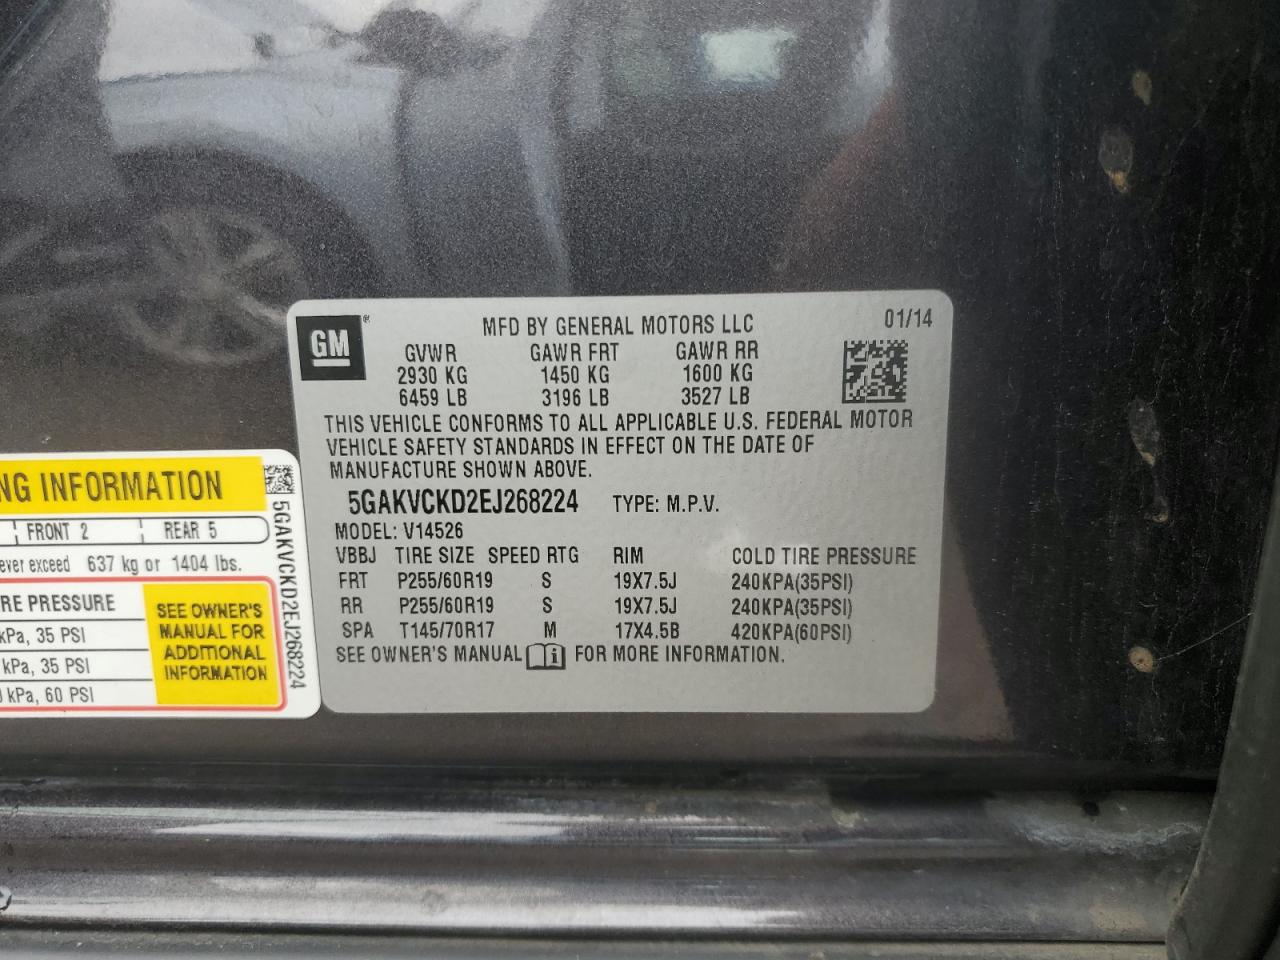 GM
®
MFD BY GENERAL MOTORS LLC
01/14
GVWR GAWR FRT GAWR RR
2930 KG 1450 KG 1600 KG
6459 LB 3196 LB 3527 LB
THIS VEHICLE CONFORMS TO ALL APPLICABLE U.S. FEDERAL MOTOR
VEHICLE SAFETY STANDARDS IN EFFECT ON THE DATE OF
MANUFACTURE SHOWN ABOVE.
5GAKVCKD2EJ268224 TYPE: M.P.V.
MODEL: V14526
VBBJ TIRE SIZE SPEED RTG RIM COLD TIRE PRESSURE
FRT P255/60R19 S 19X7.5J 240KPA(35PSI)
RR P255/60R19 S 19X7.5J 240KPA(35PSI)
SPA T145/70R17 M 17X4.5B 420KPA(60PSI)
SEE OWNER'S MANUAL i FOR MORE INFORMATION.
NG INFORMATION
FRONT 2 REAR 5
ever exceed 637 kg or 1404 lbs.
RE PRESSURE
kPa, 35 PSI
kPa, 35 PSI
kPa, 60 PSI
SEE OWNER'S
MANUAL FOR
ADDITIONAL
INFORMATION
5GAKVCKD2EJ268224